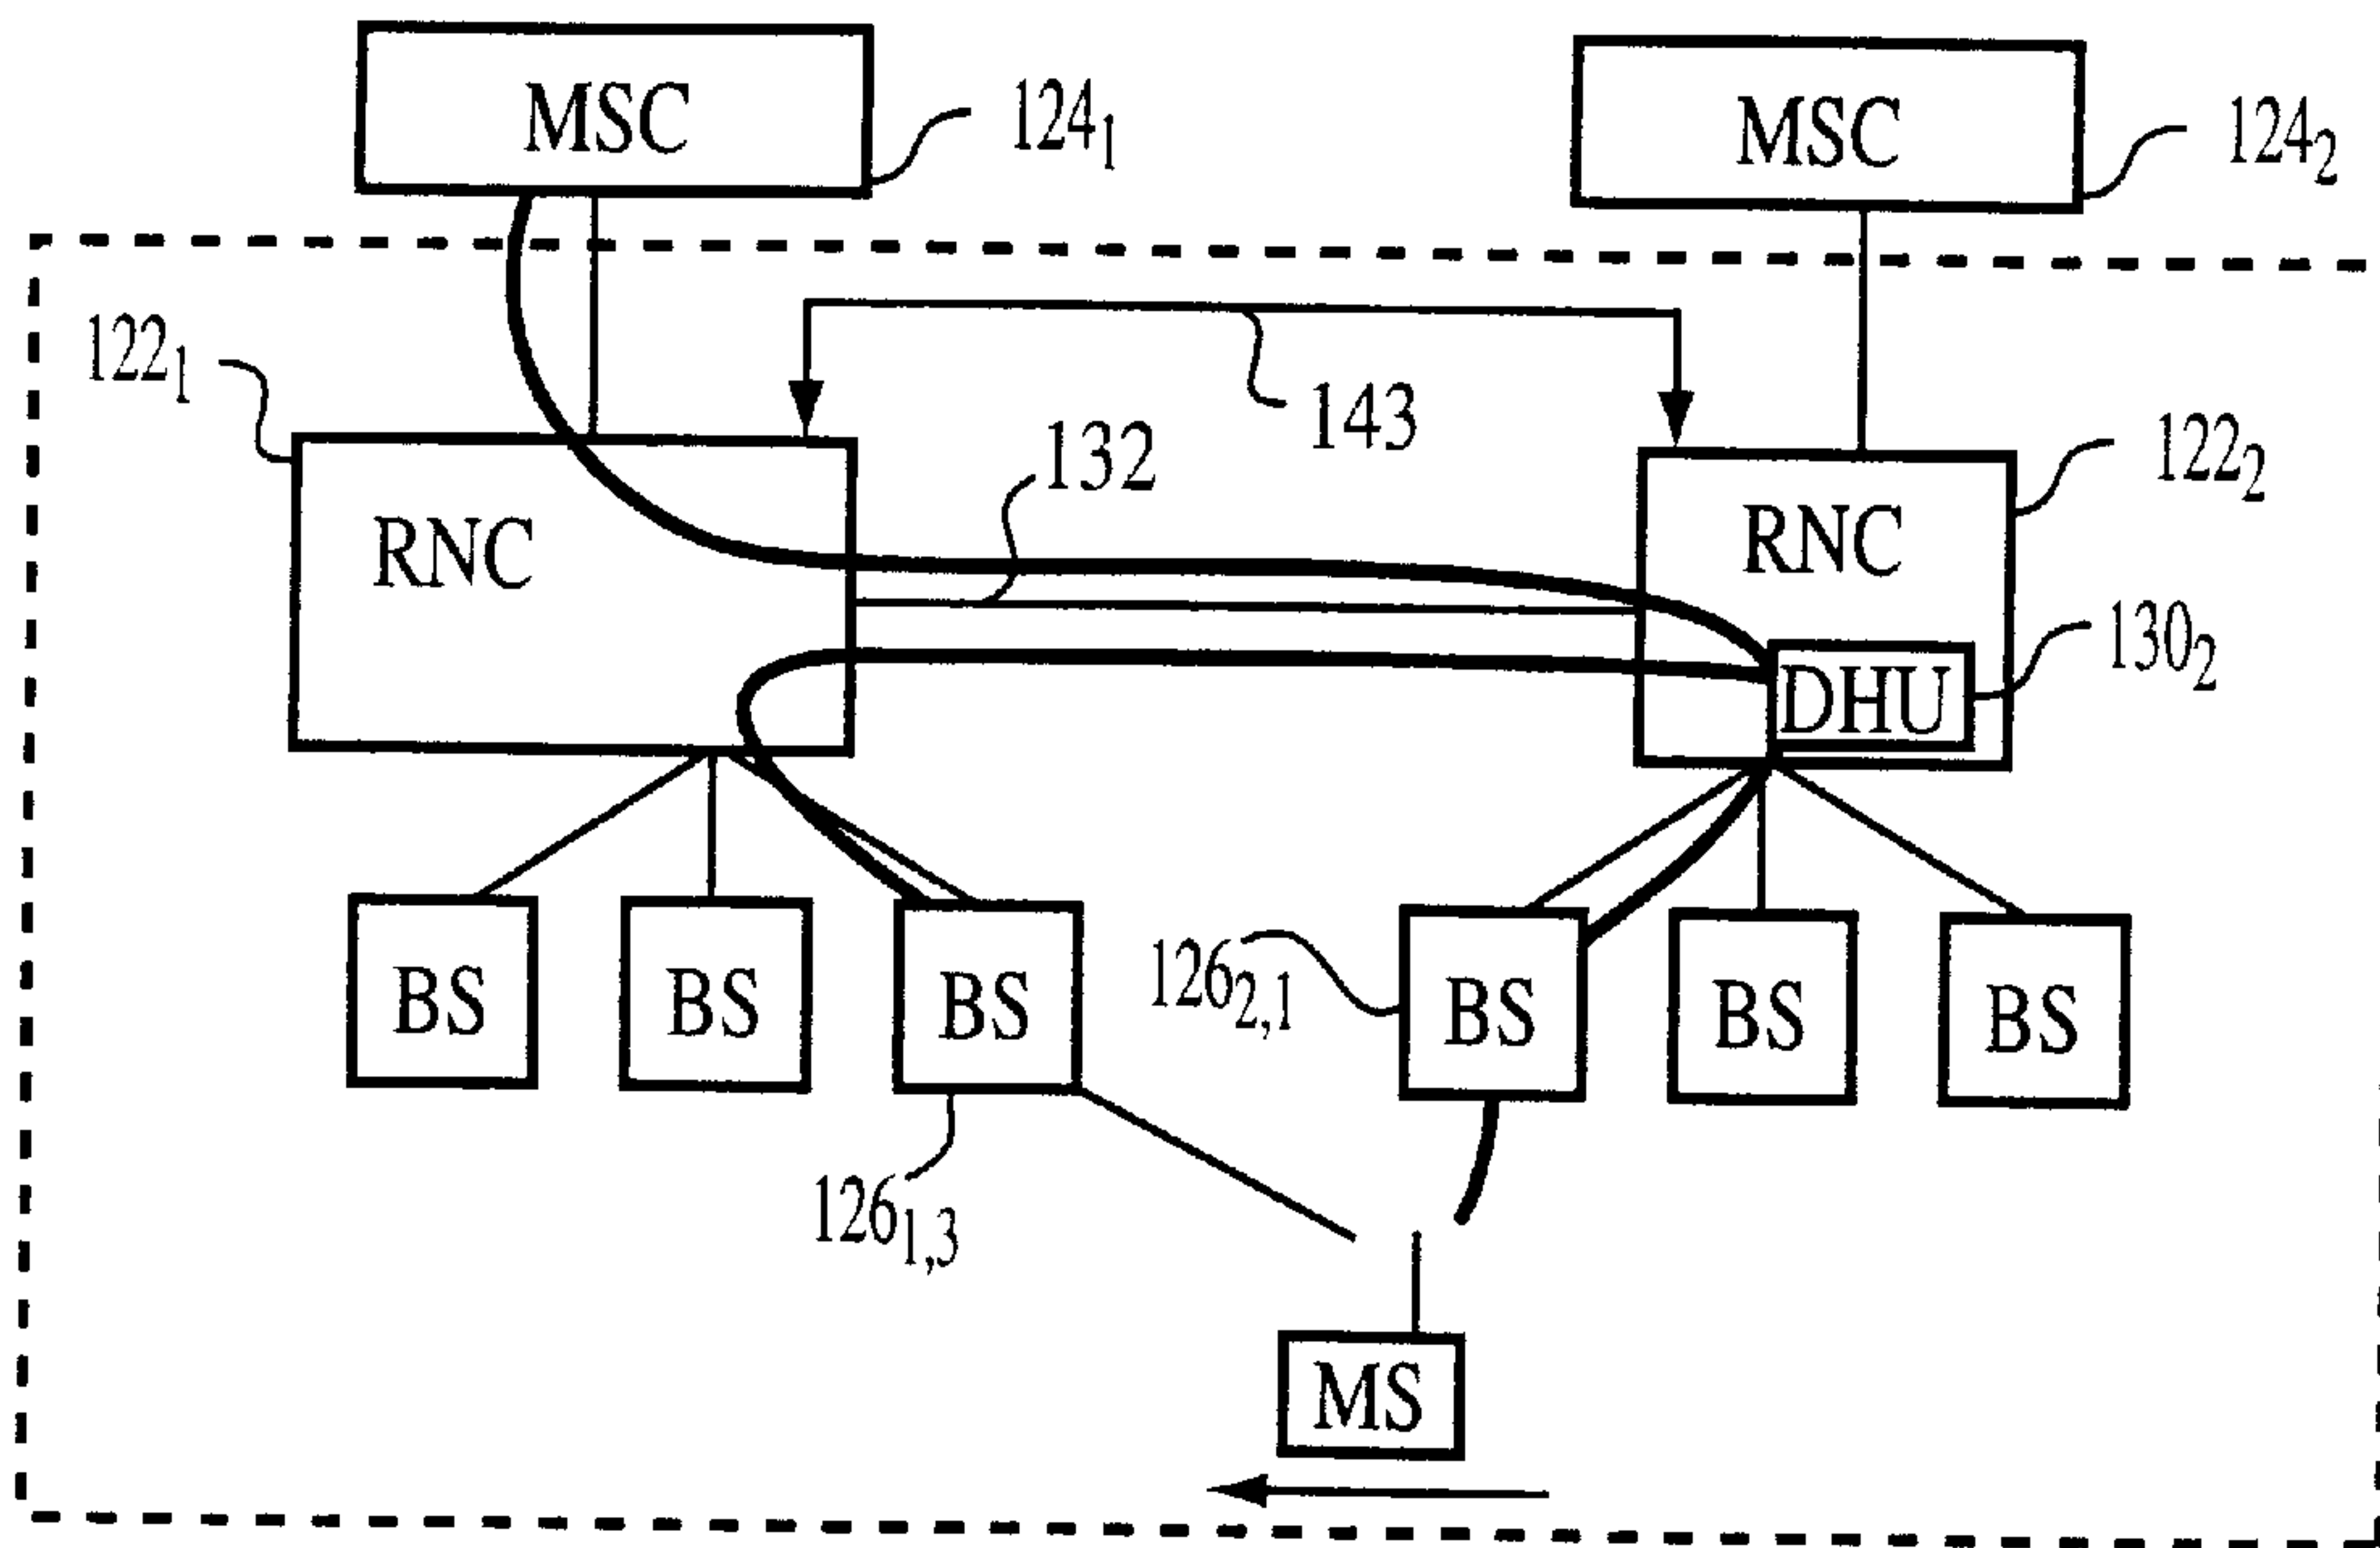 MSC
124₁
MSC
124₂
122₁
143
132
122₂
RNC
RNC
130₂
DHU
BS
BS
BS
126₂,₁
BS
BS
BS
126₁,₃
MS